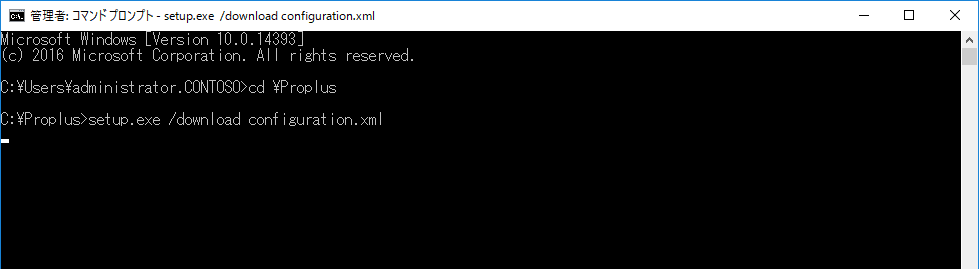 管理者: コマンドプロンプト - setup.exe /download configuration.xml
Microsoft Windows [Version 10.0.14393]
(c) 2016 Microsoft Corporation. All rights reserved.
C:¥Users¥administrator.CONTOSO>cd ¥Proplus
C:¥Proplus>setup.exe /download configuration.xml